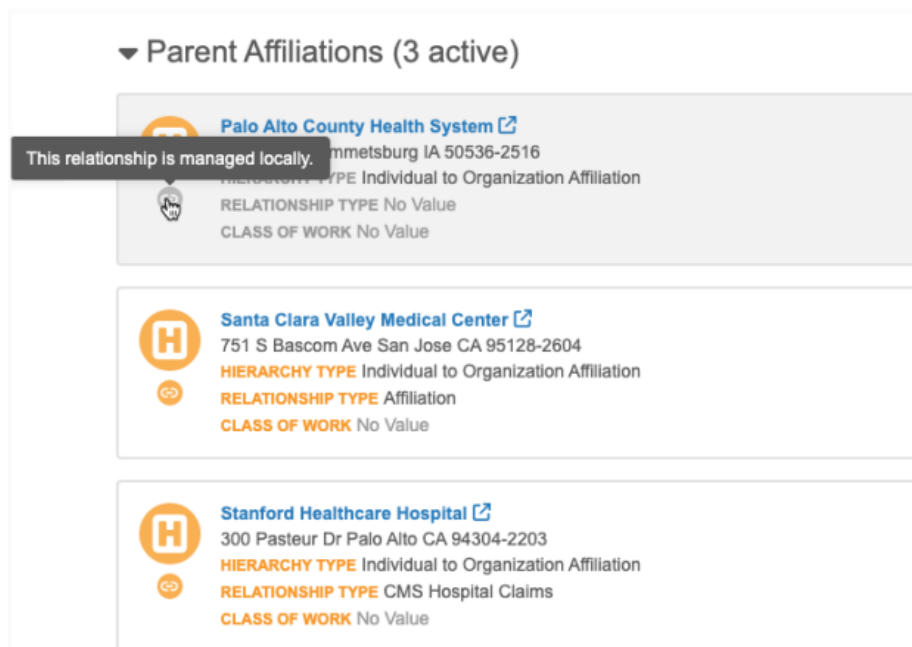 Parent Affiliations (3 active)
Palo Alto County Health System
This relationship is managed locally.
IA 50536-2516
HIERARCHY TYPE Individual to Organization Affiliation
RELATIONSHIP TYPE No Value
CLASS OF WORK No Value
H
Santa Clara Valley Medical Center
751 S Bascom Ave San Jose CA 95128-2604
HIERARCHY TYPE Individual to Organization Affiliation
RELATIONSHIP TYPE Affiliation
CLASS OF WORK No Value
H
Stanford Healthcare Hospital
300 Pasteur Dr Palo Alto CA 94304-2203
HIERARCHY TYPE Individual to Organization Affiliation
RELATIONSHIP TYPE CMS Hospital Claims
CLASS OF WORK No Value